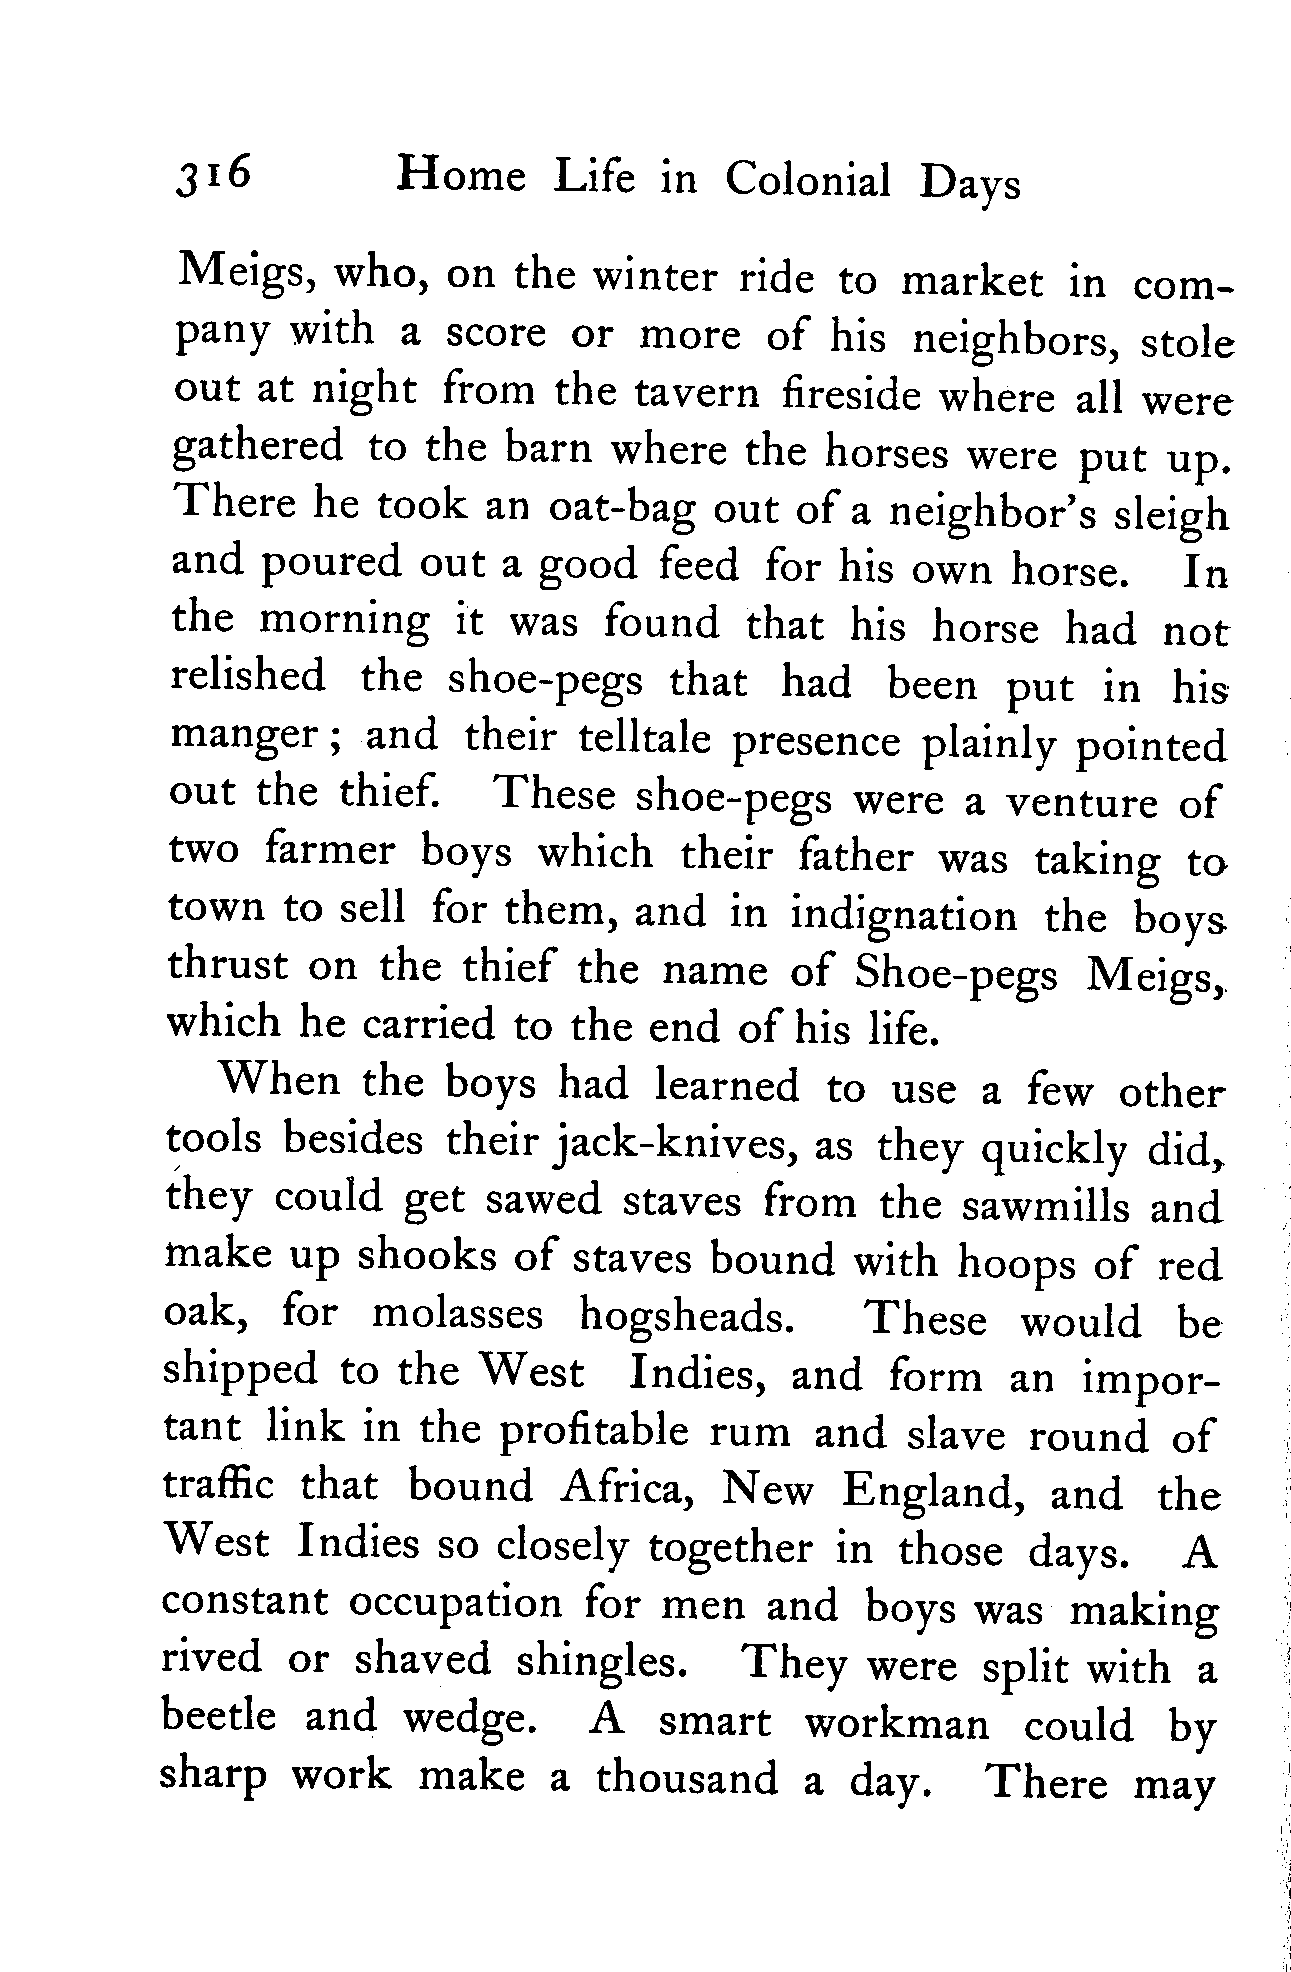 316 Home Life in Colonial Days
Meigs, who, on the winter ride to market in com-
pany with a score or more of his neighbors, stole
out at night from the tavern fireside where all were
gathered to the barn where the horses were put up.
There he took an oat-bag out of a neighbor's sleigh
and poured out a good feed for his own horse. In
the morning it was found that his horse had not
relished the shoe-pegs that had been put in his
manger; and their telltale presence plainly pointed
out the thief. These shoe-pegs were a venture of
two farmer boys which their father was taking to
town to sell for them, and in indignation the boys
thrust on the thief the name of Shoe-pegs Meigs,
which he carried to the end of his life.
When the boys had learned to use a few other
tools besides their jack-knives, as they quickly did,
they could get sawed staves from the sawmills and
make up shooks of staves bound with hoops of red
oak, for molasses hogsheads. These would be
shipped to the West Indies, and form an impor-
tant link in the profitable rum and slave round of
traffic that bound Africa, New England, and the
West Indies so closely together in those days. A
constant occupation for men and boys was making
rived or shaved shingles. They were split with a
beetle and wedge. A smart workman could by
sharp work make a thousand a day. There may